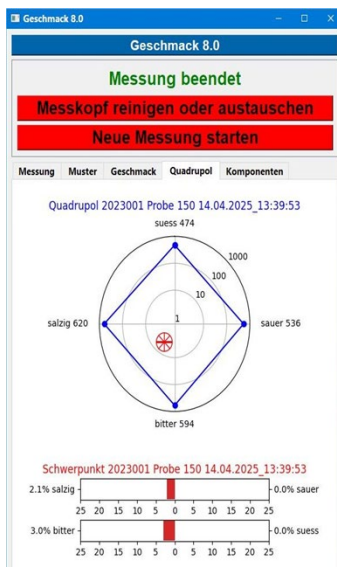 Geschmack 8.0
Geschmack 8.0
Messung beendet
Messkopf reinigen oder austauschen
Neue Messung starten
Messung Muster Geschmack Quadrupol Komponenten
Quadrupol 2023001 Probe 150 14.04.2025_13:39:53
suess 474
1000
100
10
1
salzig 620
sauer 536
bitter 594
Schwerpunkt 2023001 Probe 150 14.04.2025_13:39:53
2.1% salzig 0.0% sauer
25 20 15 10 5 0 5 10 15 20 25
3.0% bitter 0.0% suess
25 20 15 10 5 0 5 10 15 20 25